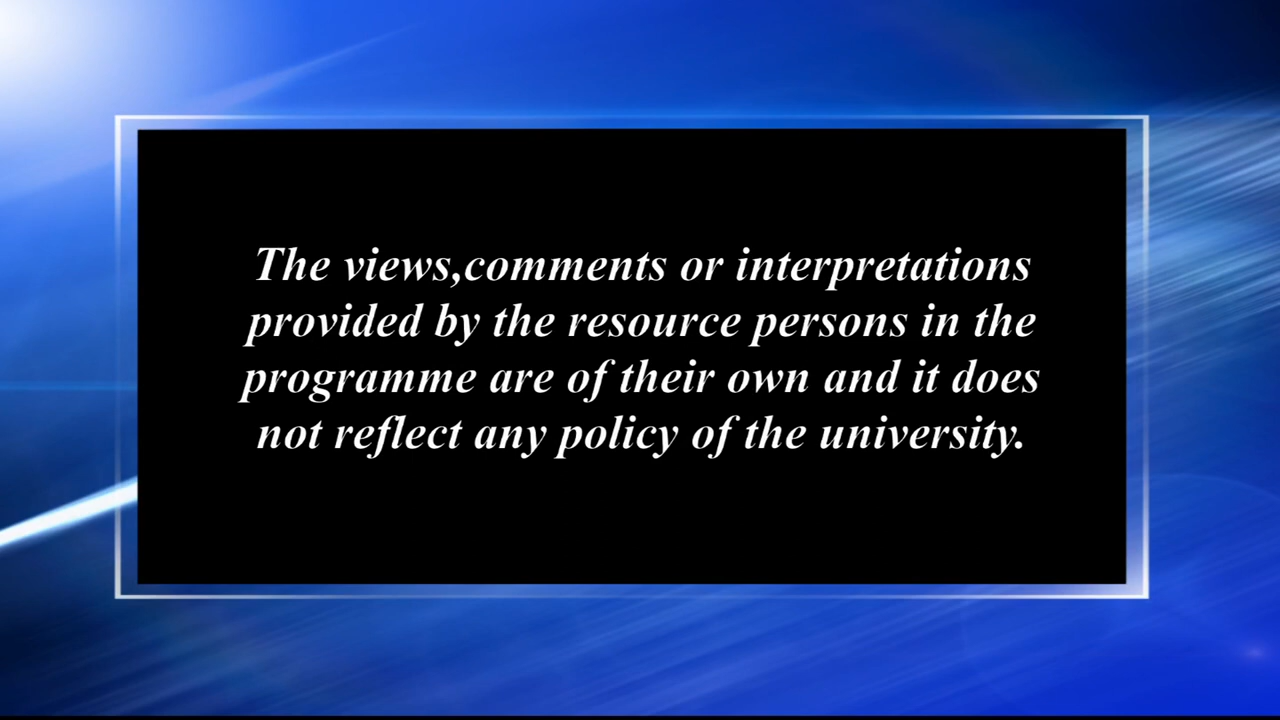 The views,comments or interpretations
provided by the resource persons in the
programme are of their own and it does
not reflect any policy of the university.